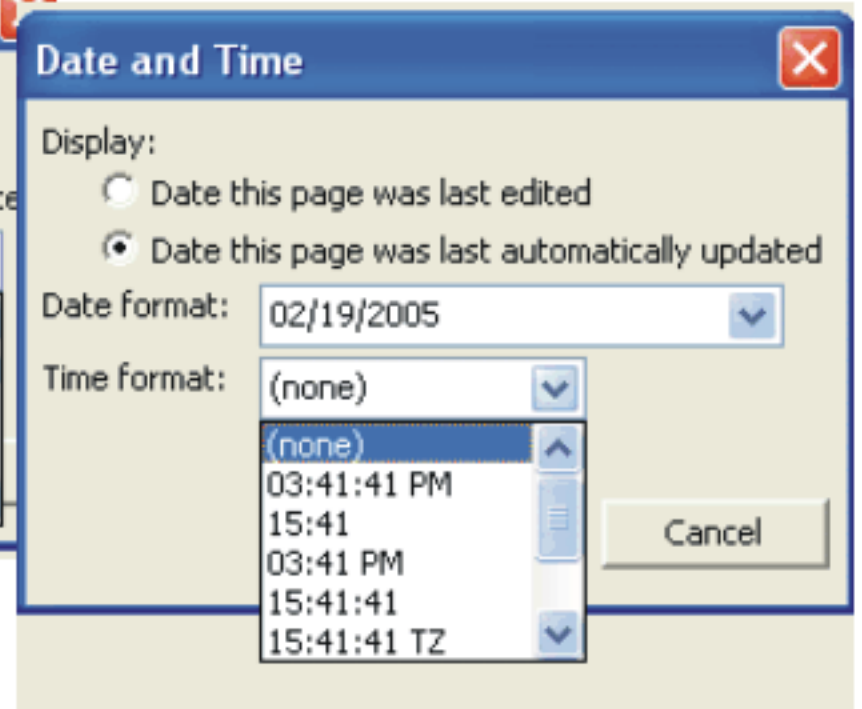 Date and Time
Display:
Date this page was last edited
Date this page was last automatically updated
Date format: 02/19/2005
Time format: (none)
(none)
03:41:41 PM
15:41
03:41 PM
15:41:41
15:41:41 TZ
Cancel